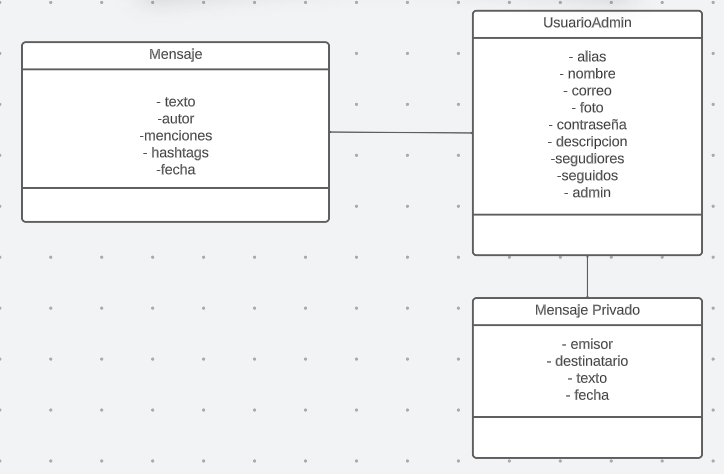 Mensaje
- texto
-autor
-menciones
- hashtags
-fecha
UsuarioAdmin
- alias
- nombre
- correo
- foto
- contraseña
- descripcion
-segudiores
-seguidos
- admin
Mensaje Privado
- emisor
- destinatario
- texto
- fecha